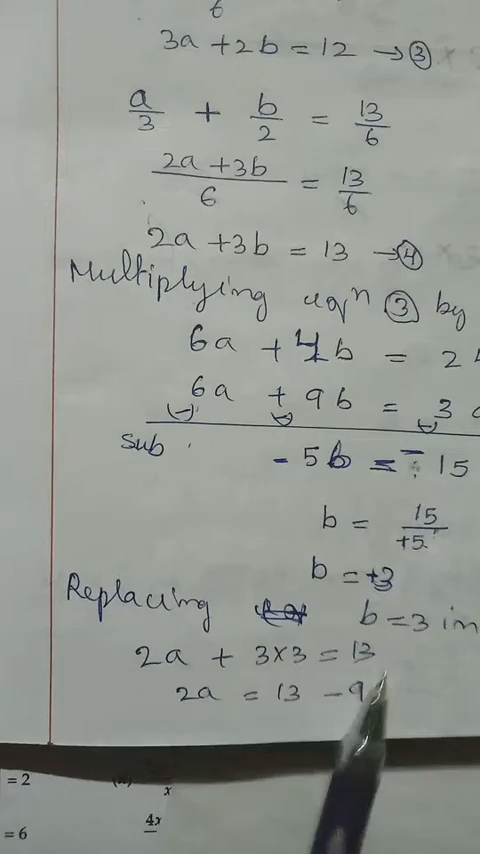 6
3a + 2b = 12 → ③
a/3 + b/2 = 13/6
2a + 3b / 6 = 13/6
2a + 3b = 13 → ④
Multiplying eqⁿ ③ by
6a + 4b = 2
6a + 9b = 3
(-) (-) (-)
Sub - 5b = - 15
b = 15/+5
b = +3
Replacing b = 3 in
2a + 3×3 = 13
2a = 13 - 9
= 2 x
= 6 4x